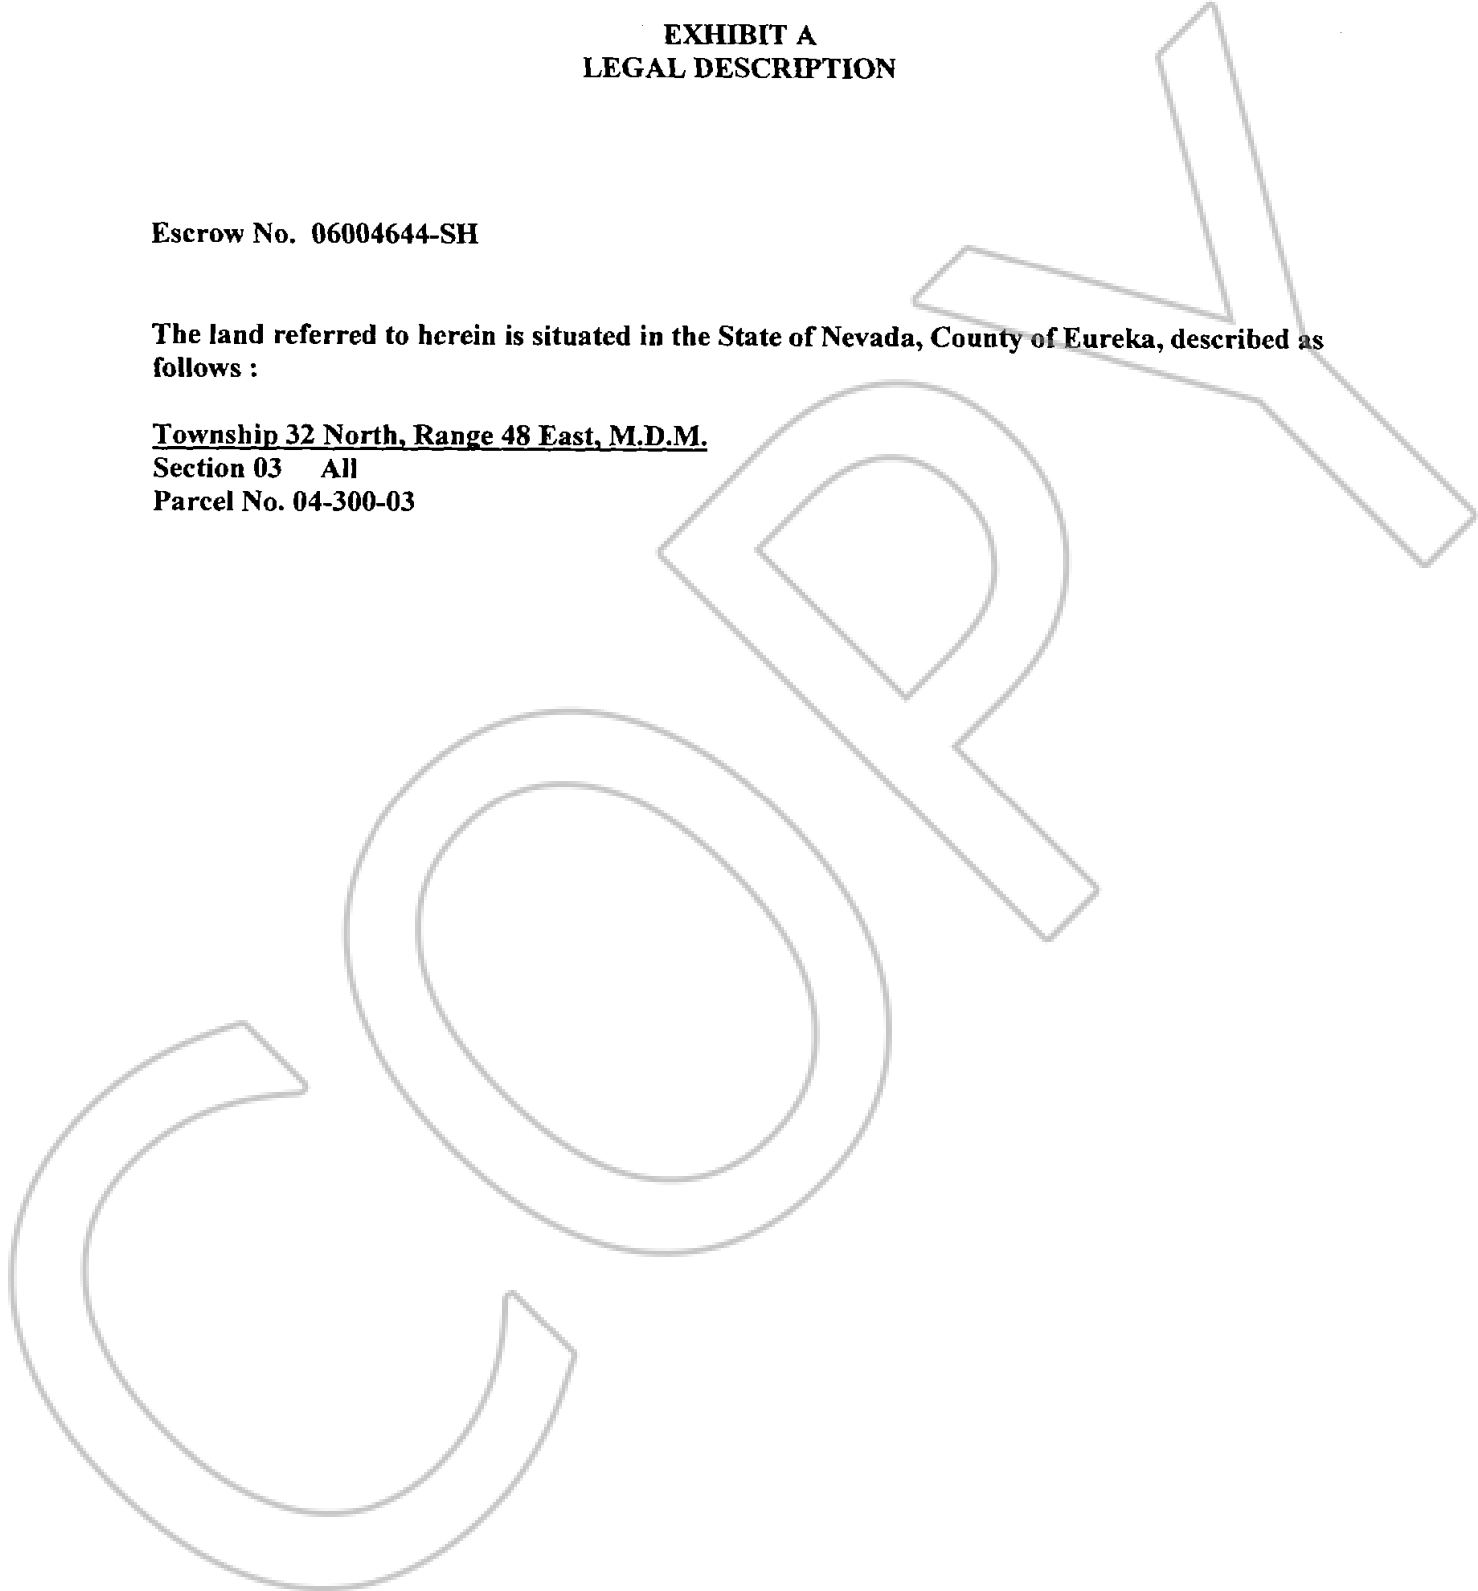 EXHIBIT A
LEGAL DESCRIPTION
Escrow No. 06004644-SH
The land referred to herein is situated in the State of Nevada, County of Eureka, described as
follows :
Township 32 North, Range 48 East, M.D.M.
Section 03 All
Parcel No. 04-300-03
COPY